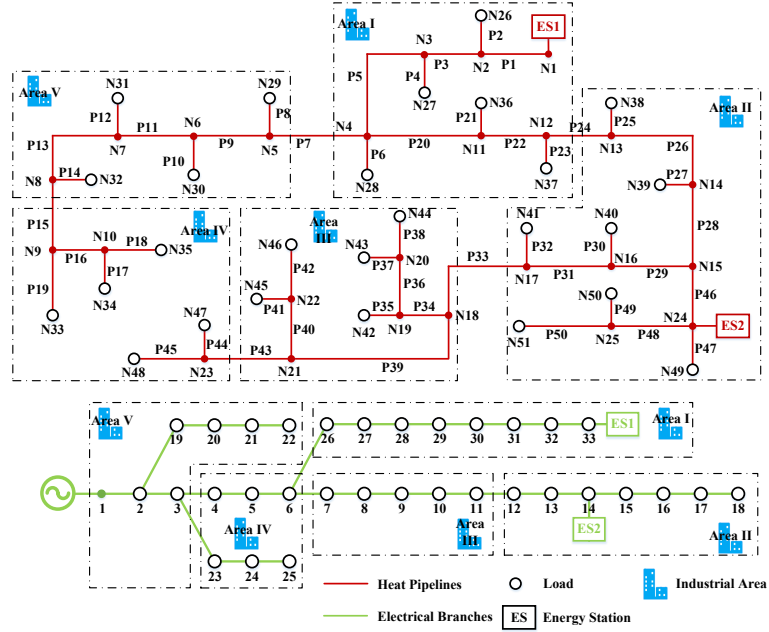 Area I
N26
ES1
P2
N3
P3
N2
P1
N1
P5
P4
N27
Area V
N31
N29
P12
P8
N36
P21
Area II
N38
P25
P11
N6
P13
N7
P9
N5
P7
N4
P20
N11
P22
N12
P24
N13
P26
P6
P23
N28
N37
P10
N30
N8
P14
N32
P27
N39
N14
P15
P28
Area IV
Area III
N44
N41
N40
N9
N10
P18
N35
P16
P17
N34
P19
N33
N46
N43
P38
P37
N20
P42
P36
N45
P41
N22
P35
P34
N42
N19
N18
P33
P32
P30
N17
P31
N16
P29
N15
P46
N50
P49
N24
ES2
N51
P50
N25
P48
P47
N49
N47
P44
P40
P45
N48
N23
P43
N21
P39
Area V
19
20
21
22
26
27
28
29
30
31
32
33
ES1
Area I
1
2
3
4
5
6
7
8
9
10
11
12
13
14
15
16
17
18
Area IV
Area III
ES2
Area II
23
24
25
Heat Pipelines
Load
Industrial Area
Electrical Branches
ES
Energy Station